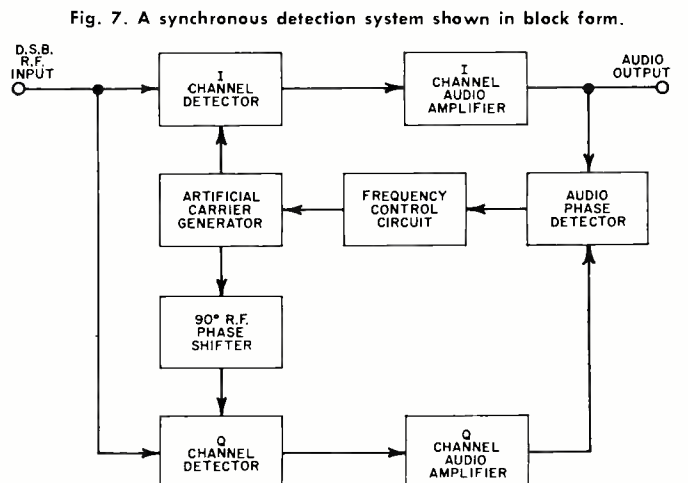 Fig. 7. A synchronous detection system shown in block form.
D.S.B.
R.F.
INPUT
I
CHANNEL
DETECTOR
I
CHANNEL
AUDIO
AMPLIFIER
AUDIO
OUTPUT
ARTIFICIAL
CARRIER
GENERATOR
FREQUENCY
CONTROL
CIRCUIT
AUDIO
PHASE
DETECTOR
90° R.F.
PHASE
SHIFTER
Q
CHANNEL
DETECTOR
Q
CHANNEL
AUDIO
AMPLIFIER